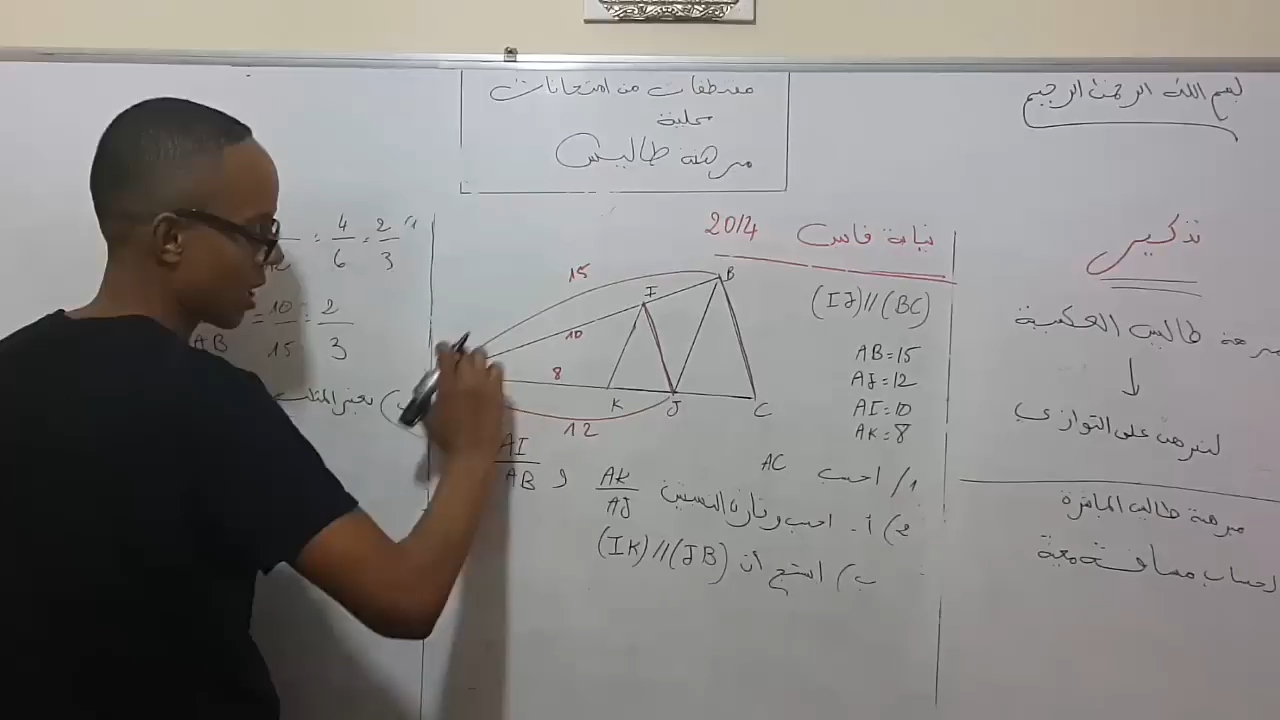 بسم الله الرحمن الرحيم
مقتطفات من امتحانات
محلية
مبرهنة طاليس
تذكير
مبرهنة طاليس العكسية
↓
لنبرهن على التوازي
مبرهنة طاليس المباشرة
لحساب مسافة معينة
نيابة فاس 2014
(IJ)//(BC)
AB=15
AJ=12
AI=10
AK=8
15
B
I
10
8
K
J
C
12
1/ احسب AC
2) أ- احسب وقارن النسبتين AK/AJ و AI/AB
ب) استنتج أن (IK)//(JB)
= 4/6 = 2/3
AB = 10/15 = 2/3